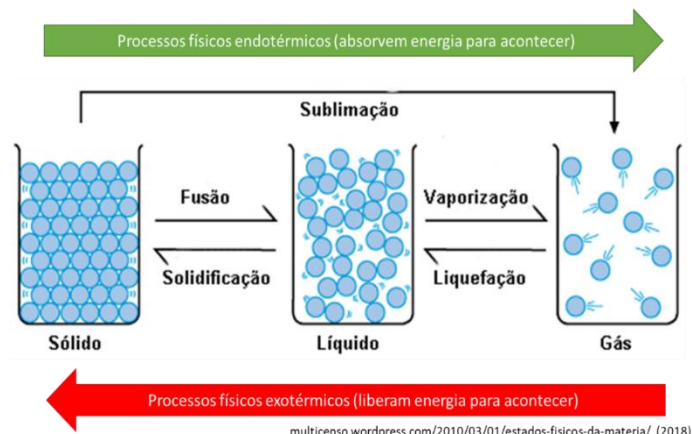 Processos físicos endotérmicos (absorvem energia para acontecer)
Sublimação
Fusão
Vaporização
Solidificação
Liquefação
Sólido
Líquido
Gás
Processos físicos exotérmicos (liberam energia para acontecer)
multicenso.wordpress.com/2010/03/01/estados-fisicos-da-materia/ (2018)